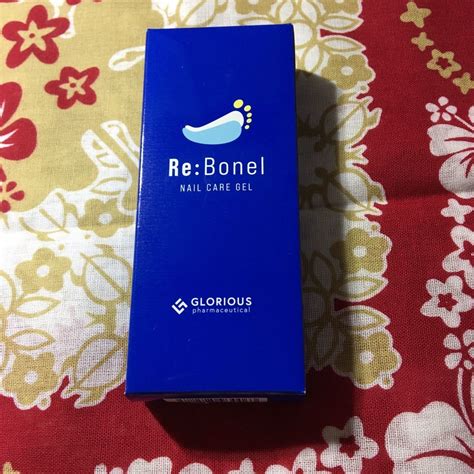 Re:Bonel
NAIL CARE GEL
GLORIOUS
pharmaceutical